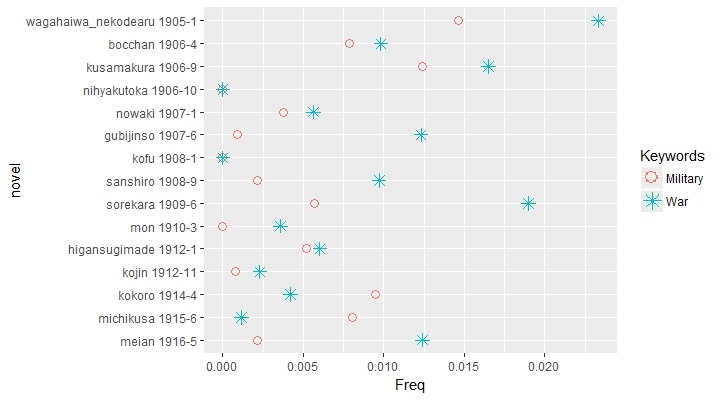 wagahaiwa_nekodearu 1905-1
bocchan 1906-4
kusamakura 1906-9
nihyakutoka 1906-10
nowaki 1907-1
gubijinso 1907-6
kofu 1908-1
sanshiro 1908-9
sorekara 1909-6
mon 1910-3
higansugimade 1912-1
kojin 1912-11
kokoro 1914-4
michikusa 1915-6
meian 1916-5
novel
0.000 0.005 0.010 0.015 0.020
Freq
Keywords
Military
War